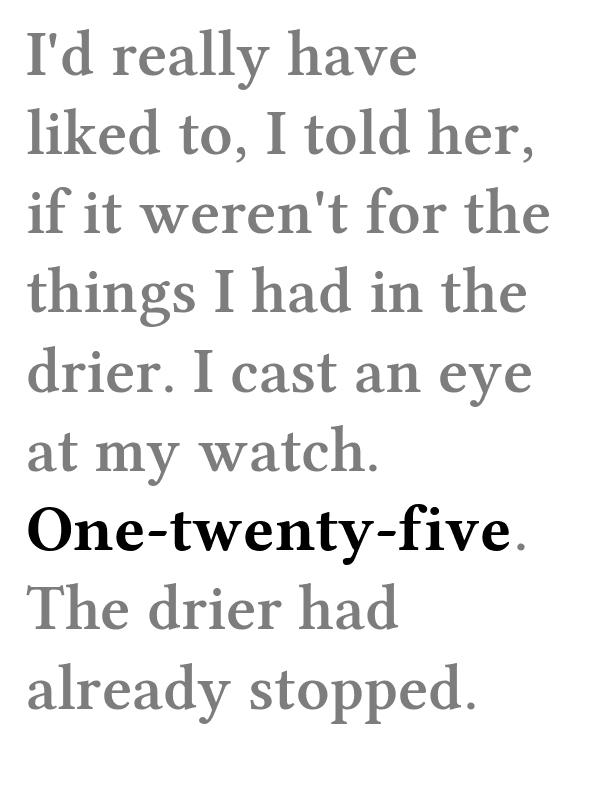 I'd really have
liked to, I told her,
if it weren't for the
things I had in the
drier. I cast an eye
at my watch.
One-twenty-five.
The drier had
already stopped.